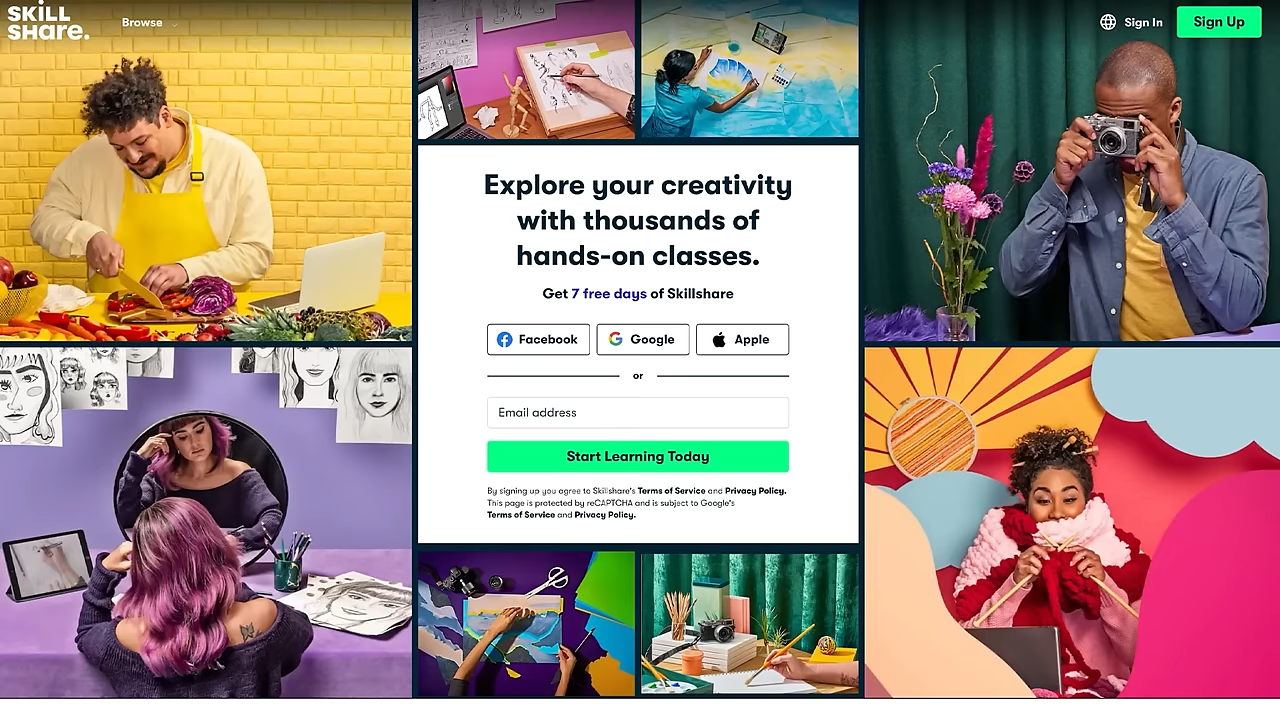 SKILL
SHare.
Browse
Sign In
Sign Up
Explore your creativity
with thousands of
hands-on classes.
Get 7 free days of Skillshare
Facebook
Google
Apple
or
Email address
Start Learning Today
By signing up you agree to Skillshare's Terms of Service and Privacy Policy.
This page is protected by reCAPTCHA and is subject to Google's
Terms of Service and Privacy Policy.